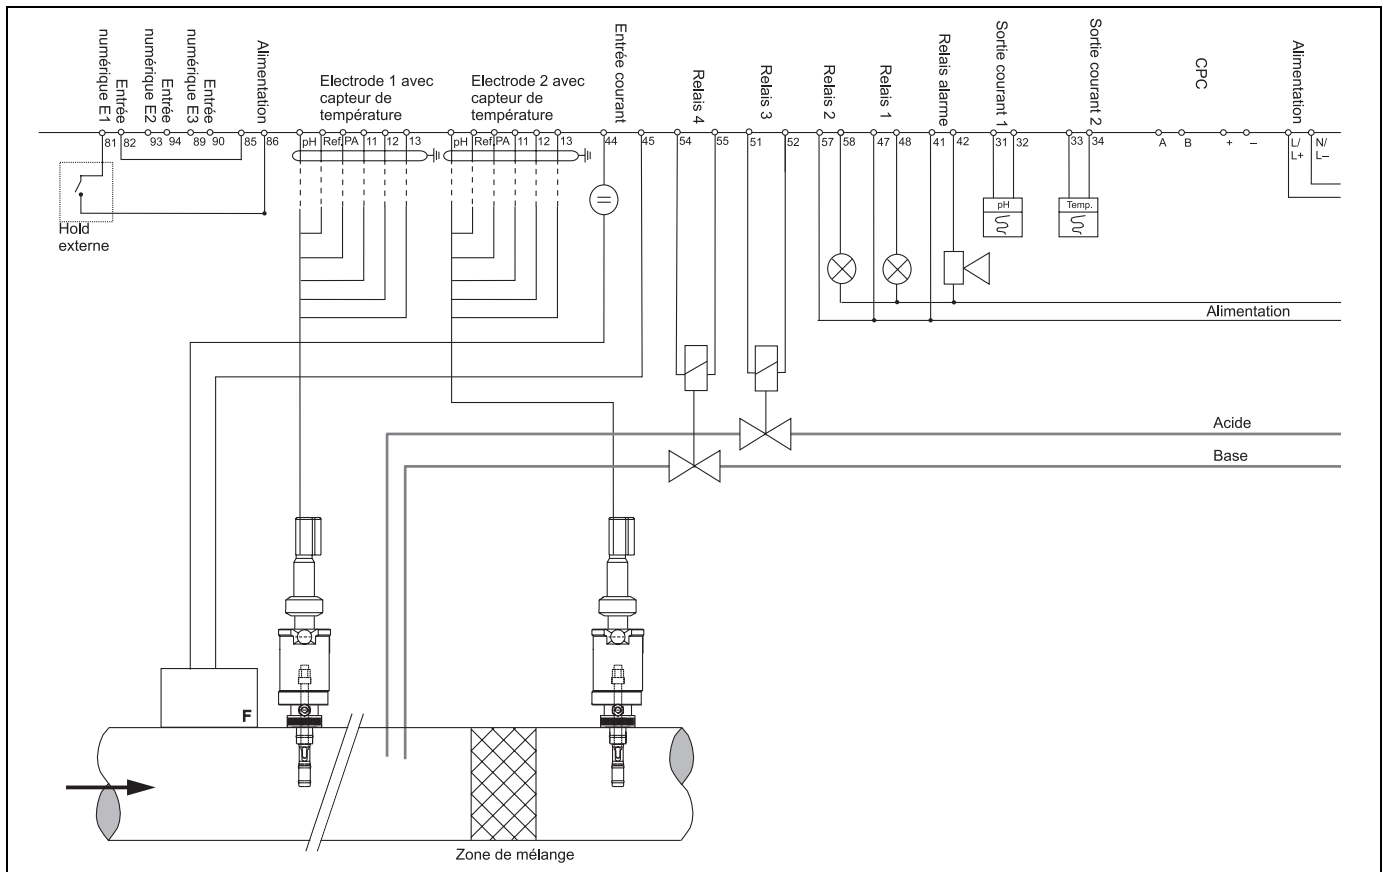 Entrée
numérique E1
Entrée
numérique E2
Entrée
numérique E3
Alimentation
Electrode 1 avec
capteur de
température
Electrode 2 avec
capteur de
température
Entrée courant
Relais 4
Relais 3
Relais 2
Relais 1
Relais alarme
Sortie courant 1
Sortie courant 2
CPC
Alimentation
81 82 93 94 89 90 85 86 pH Ref. PA 11 12 13 pH Ref. PA 11 12 13 44 45 54 55 51 52 57 58 47 48 41 42 31 32 33 34 A B + – L/ N/
L+ L–
Hold
externe
pH
Temp.
Alimentation
Acide
Base
F
Zone de mélange